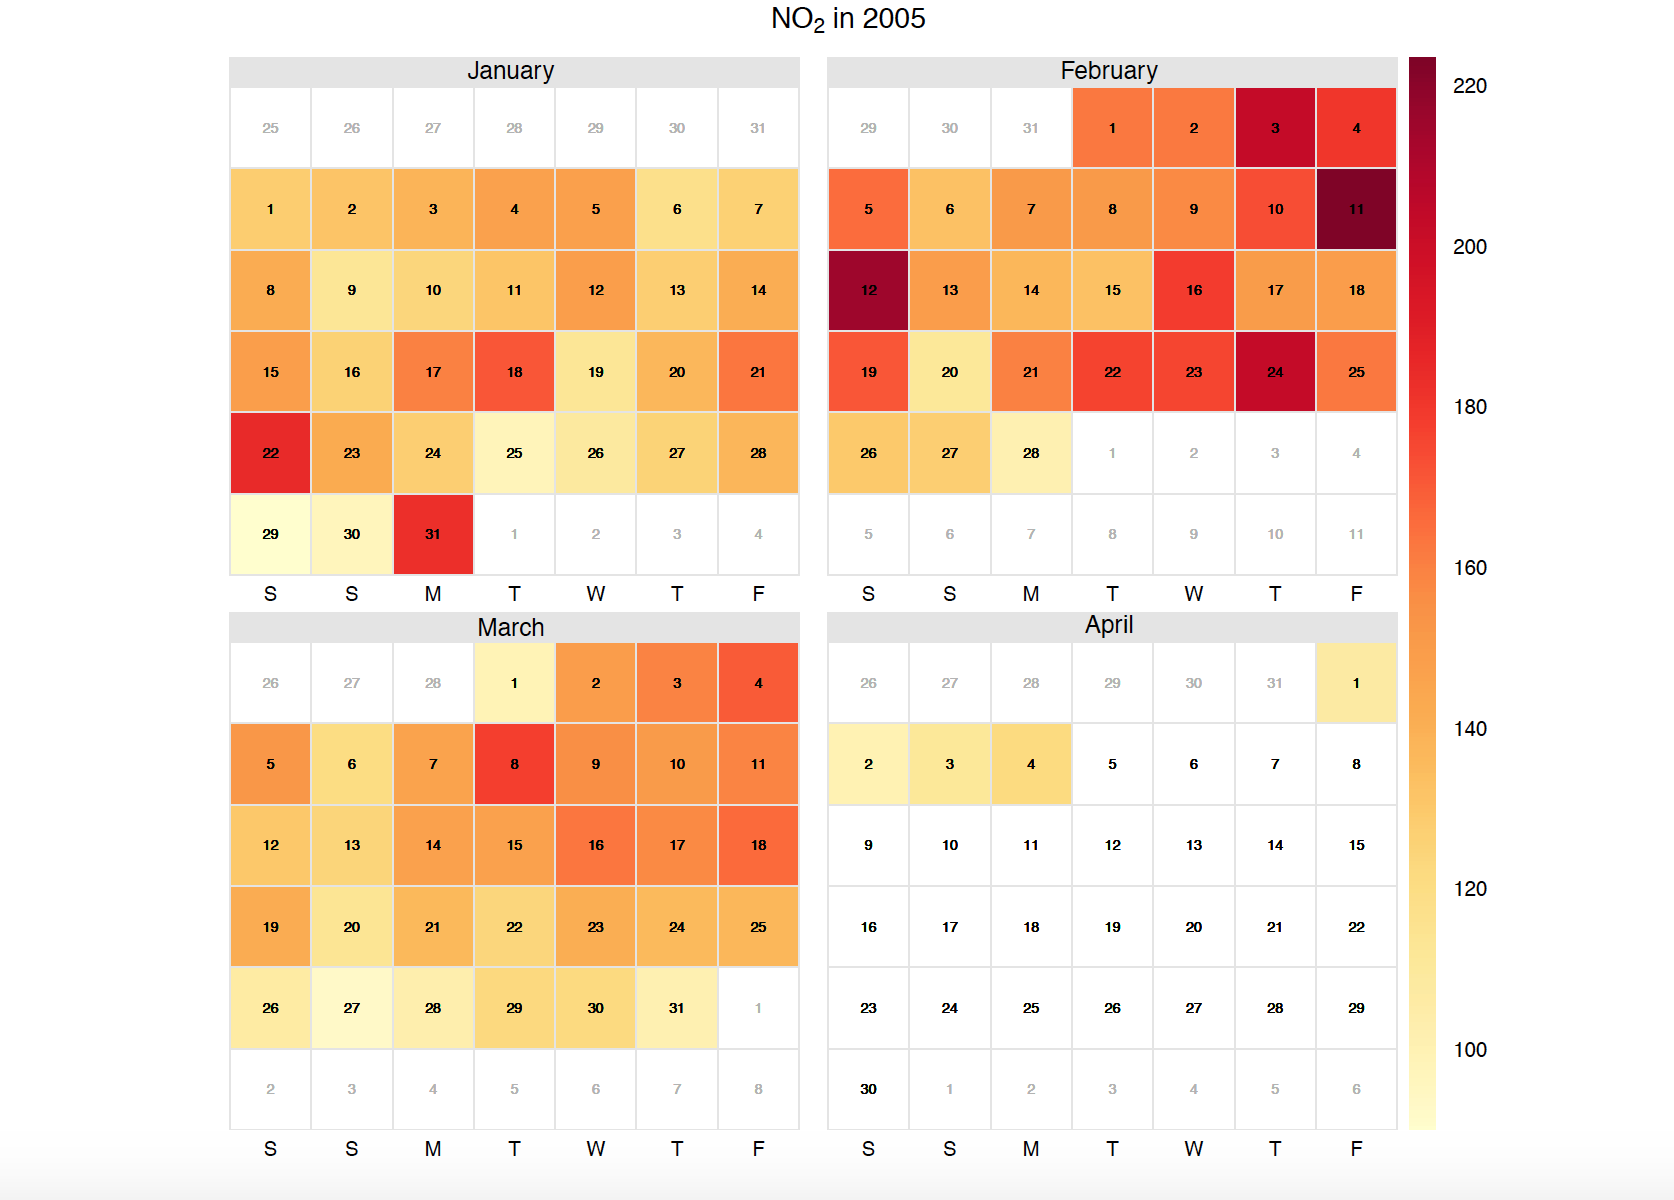 NO₂ in 2005
January
25 26 27 28 29 30 31
1 2 3 4 5 6 7
8 9 10 11 12 13 14
15 16 17 18 19 20 21
22 23 24 25 26 27 28
29 30 31 1 2 3 4
S S M T W T F
February
29 30 31 1 2 3 4
5 6 7 8 9 10 11
12 13 14 15 16 17 18
19 20 21 22 23 24 25
26 27 28 1 2 3 4
5 6 7 8 9 10 11
S S M T W T F
March
26 27 28 1 2 3 4
5 6 7 8 9 10 11
12 13 14 15 16 17 18
19 20 21 22 23 24 25
26 27 28 29 30 31 1
2 3 4 5 6 7 8
S S M T W T F
April
26 27 28 29 30 31 1
2 3 4 5 6 7 8
9 10 11 12 13 14 15
16 17 18 19 20 21 22
23 24 25 26 27 28 29
30 1 2 3 4 5 6
S S M T W T F
220
200
180
160
140
120
100